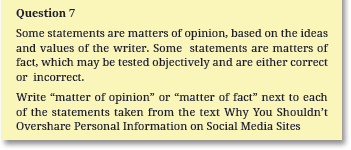 Question 7
Some statements are matters of opinion, based on the ideas
and values of the writer. Some statements are matters of
fact, which may be tested objectively and are either correct
or incorrect.
Write “matter of opinion” or “matter of fact” next to each
of the statements taken from the text Why You Shouldn’t
Overshare Personal Information on Social Media Sites